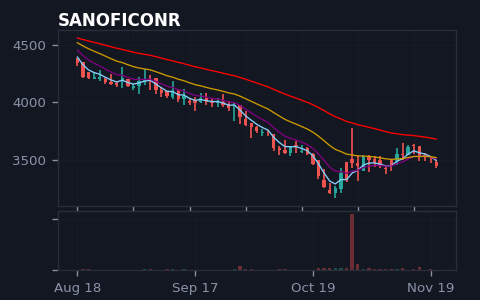 SANOFICONR
4500
4000
3500
Aug 18
Sep 17
Oct 19
Nov 19